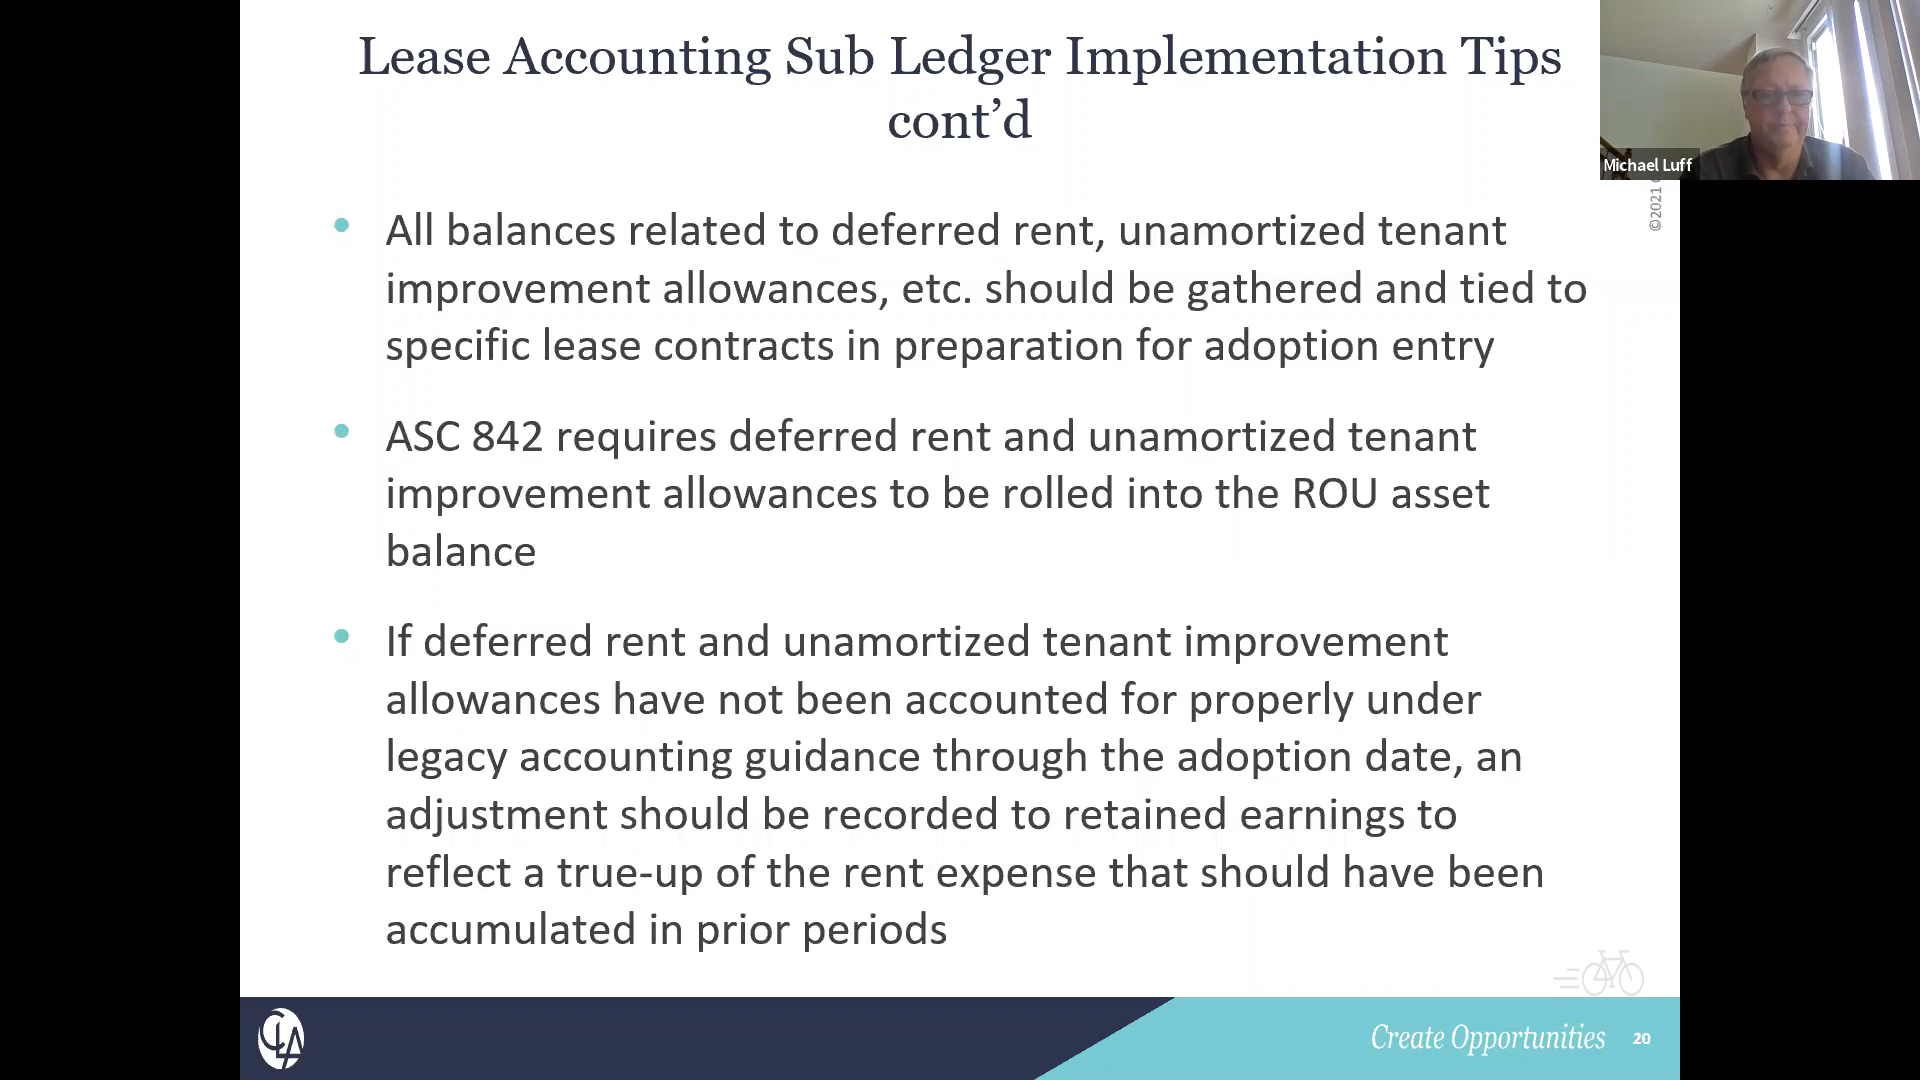 Lease Accounting Sub Ledger Implementation Tips
cont’d
Michael Luff
©2021
• All balances related to deferred rent, unamortized tenant
improvement allowances, etc. should be gathered and tied to
specific lease contracts in preparation for adoption entry
• ASC 842 requires deferred rent and unamortized tenant
improvement allowances to be rolled into the ROU asset
balance
• If deferred rent and unamortized tenant improvement
allowances have not been accounted for properly under
legacy accounting guidance through the adoption date, an
adjustment should be recorded to retained earnings to
reflect a true-up of the rent expense that should have been
accumulated in prior periods
CLA
Create Opportunities
20